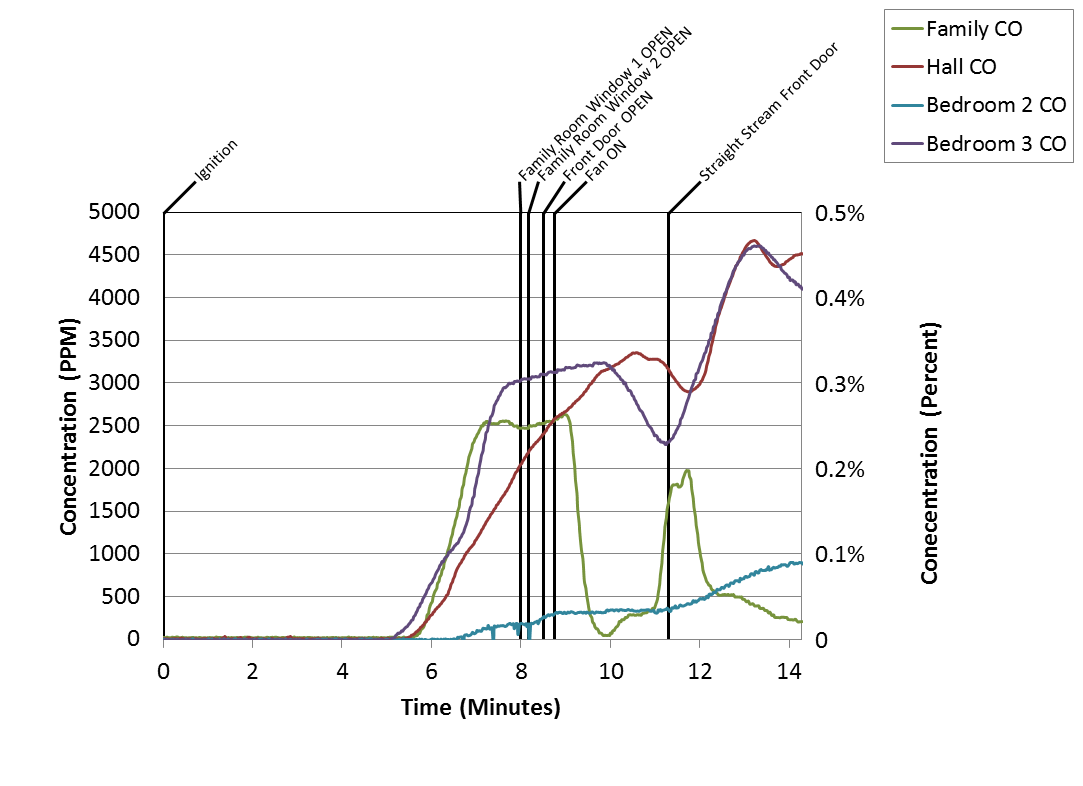 Family CO
Hall CO
Bedroom 2 CO
Bedroom 3 CO
Ignition
Family Room Window 1 OPEN
Family Room Window 2 OPEN
Front Door OPEN
Fan ON
Straight Stream Front Door
5000
4500
4000
3500
3000
2500
2000
1500
1000
500
0
Concentration (PPM)
0.5%
0.4%
0.3%
0.2%
0.1%
0
Conecentration (Percent)
0 2 4 6 8 10 12 14
Time (Minutes)